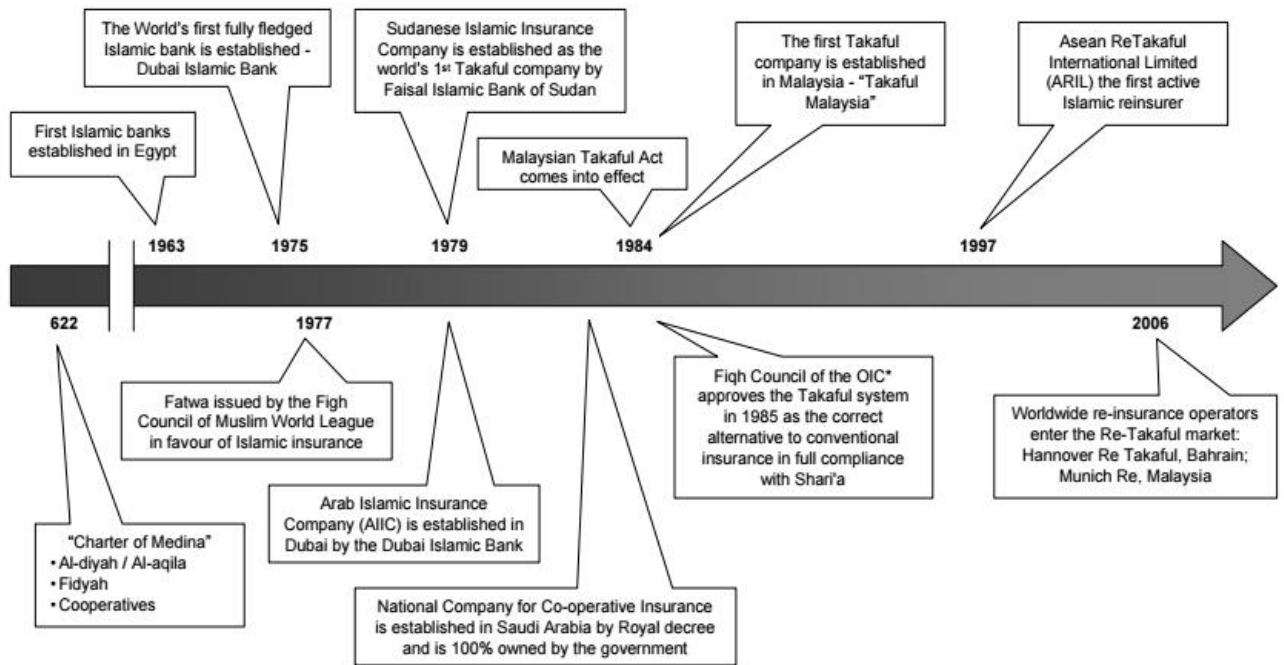 The World's first fully fledged
Islamic bank is established -
Dubai Islamic Bank
Sudanese Islamic Insurance
Company is established as the
world's 1st Takaful company by
Faisal Islamic Bank of Sudan
The first Takaful
company is established
in Malaysia - “Takaful
Malaysia”
Asean ReTakaful
International Limited
(ARIL) the first active
Islamic reinsurer
First Islamic banks
established in Egypt
Malaysian Takaful Act
comes into effect
1963
1975
1979
1984
1997
622
1977
2006
Fatwa issued by the Figh
Council of Muslim World League
in favour of Islamic insurance
Fiqh Council of the OIC*
approves the Takaful system
in 1985 as the correct
alternative to conventional
insurance in full compliance
with Shari'a
Worldwide re-insurance operators
enter the Re-Takaful market:
Hannover Re Takaful, Bahrain;
Munich Re, Malaysia
Arab Islamic Insurance
Company (AIIC) is established in
Dubai by the Dubai Islamic Bank
“Charter of Medina”
• Al-diyah / Al-aqila
• Fidyah
• Cooperatives
National Company for Co-operative Insurance
is established in Saudi Arabia by Royal decree
and is 100% owned by the government